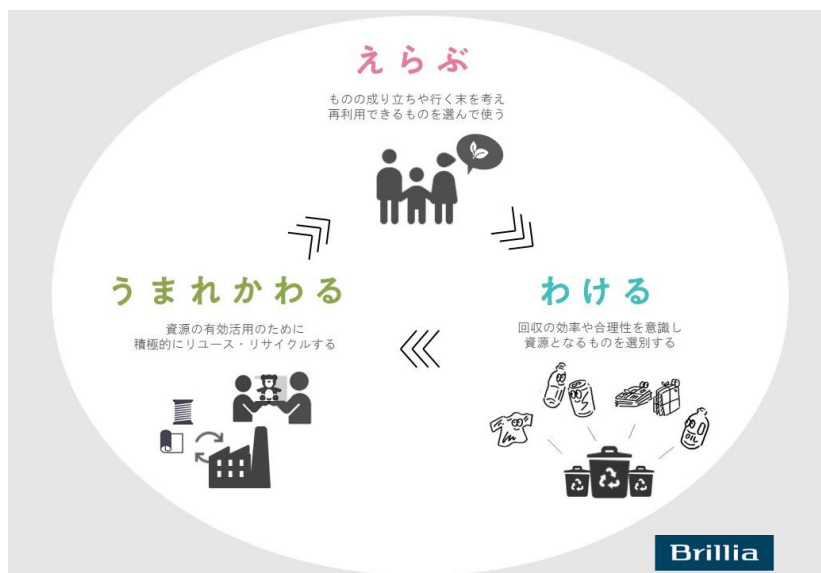 えらぶ
ものの成り立ちや行く末を考え
再利用できるものを選んで使う
うまれかわる
資源の有効活用のために
積極的にリユース・リサイクルする
わける
回収の効率や合理性を意識し
資源となるものを選別する
OIL
Brillia